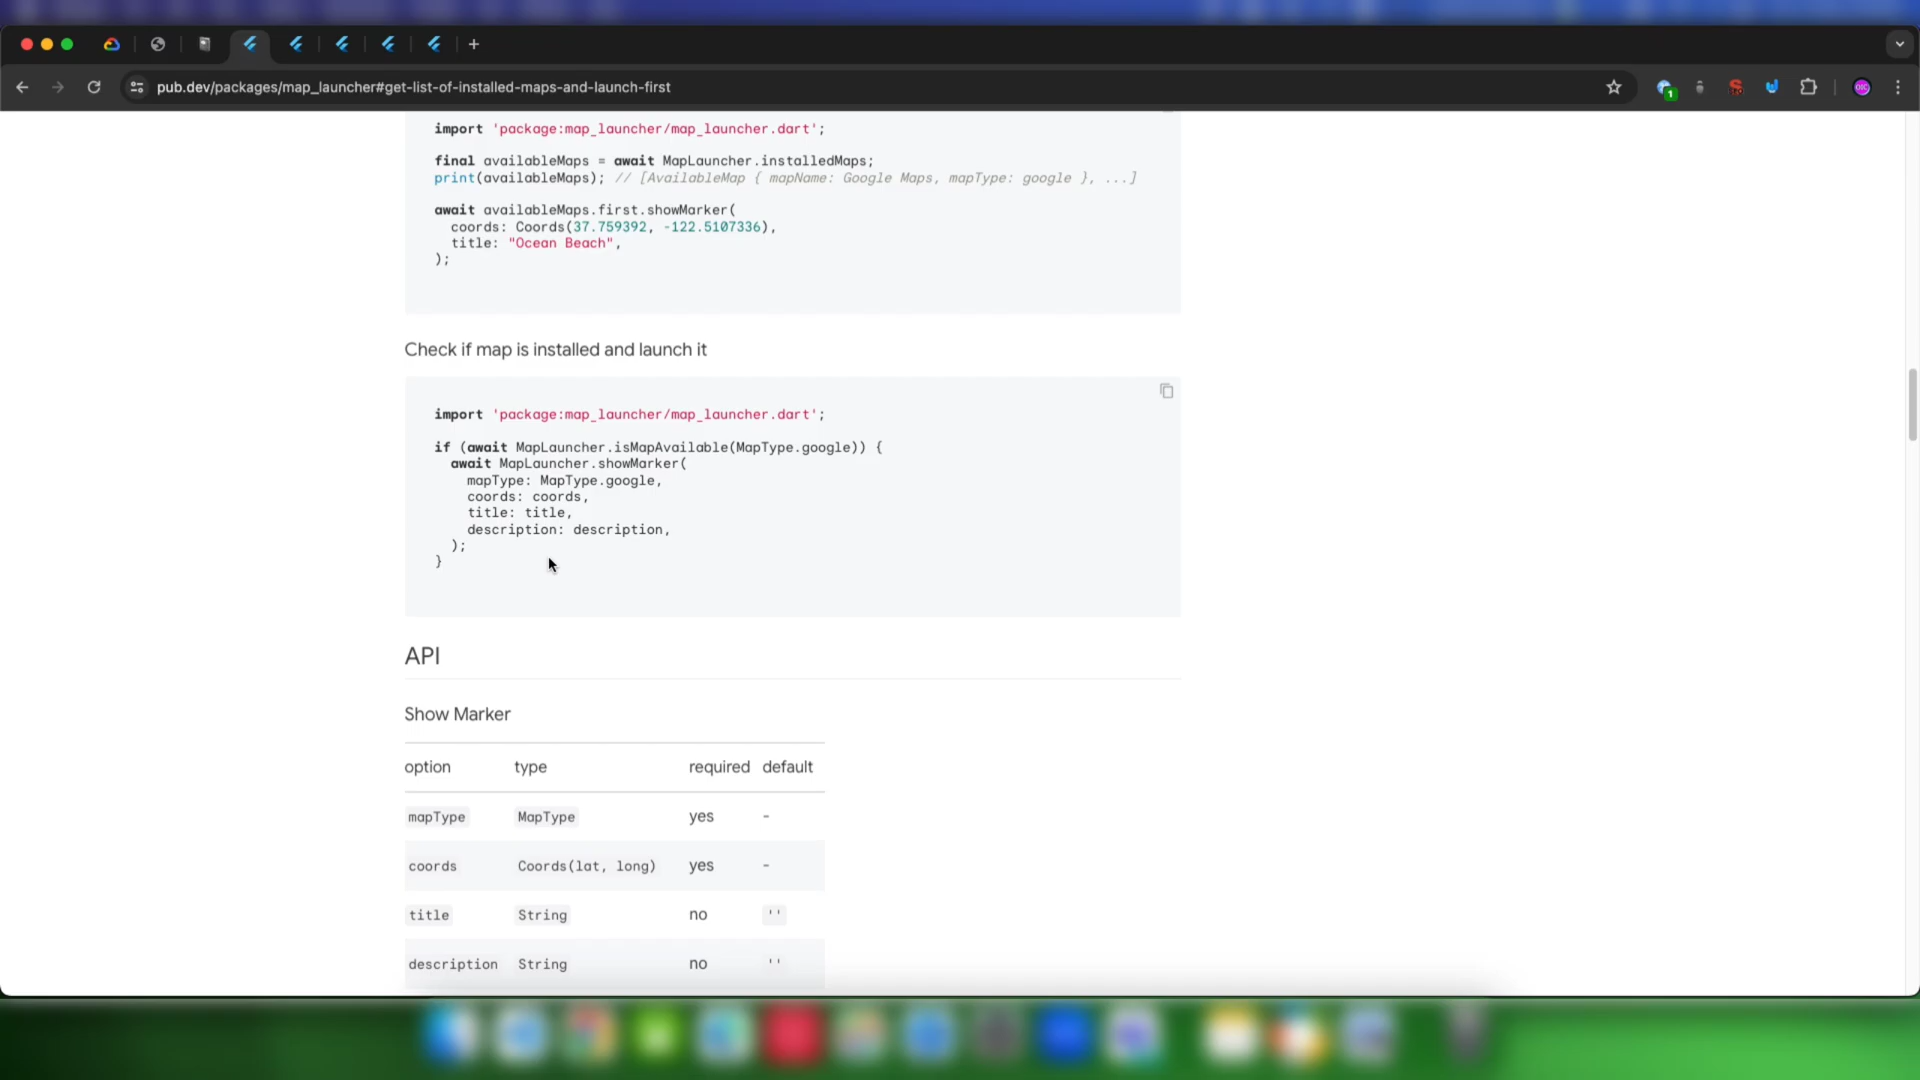 pub.dev/packages/map_launcher#get-list-of-installed-maps-and-launch-first
1
import 'package:map_launcher/map_launcher.dart';
final availableMaps = await MapLauncher.installedMaps;
print(availableMaps); // [AvailableMap { mapName: Google Maps, mapType: google }, ...]
await availableMaps.first.showMarker(
coords: Coords(37.759392, -122.5107336),
title: "Ocean Beach",
);
Check if map is installed and launch it
import 'package:map_launcher/map_launcher.dart';
if (await MapLauncher.isMapAvailable(MapType.google)) {
await MapLauncher.showMarker(
mapType: MapType.google,
coords: coords,
title: title,
description: description,
);
}
API
Show Marker
option type required default
mapType MapType yes -
coords Coords(lat, long) yes -
title String no ''
description String no ''